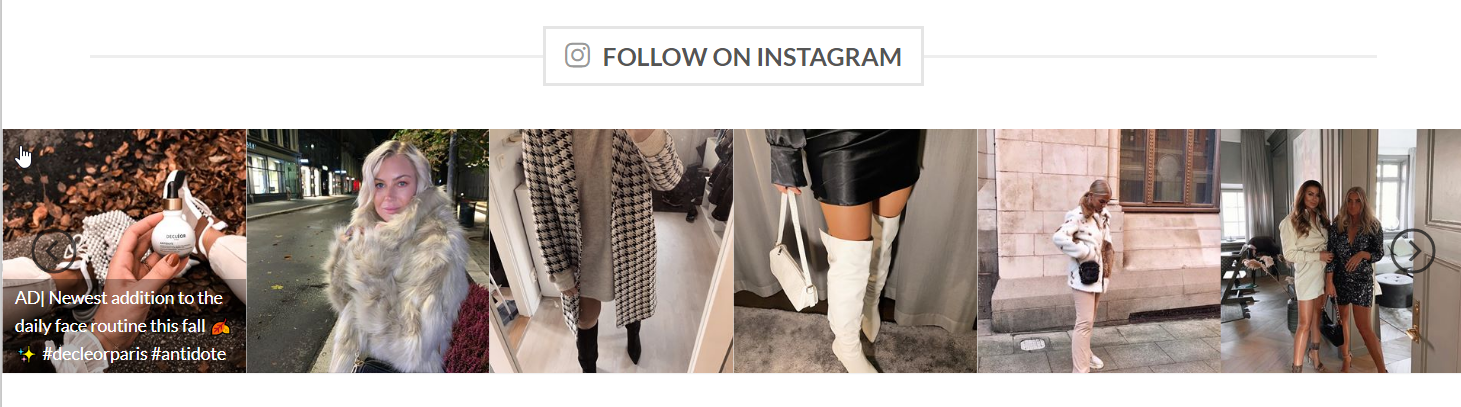 FOLLOW ON INSTAGRAM
DECLÉOR
AD| Newest addition to the
daily face routine this fall 🍂
✨ #decleorparis #antidote